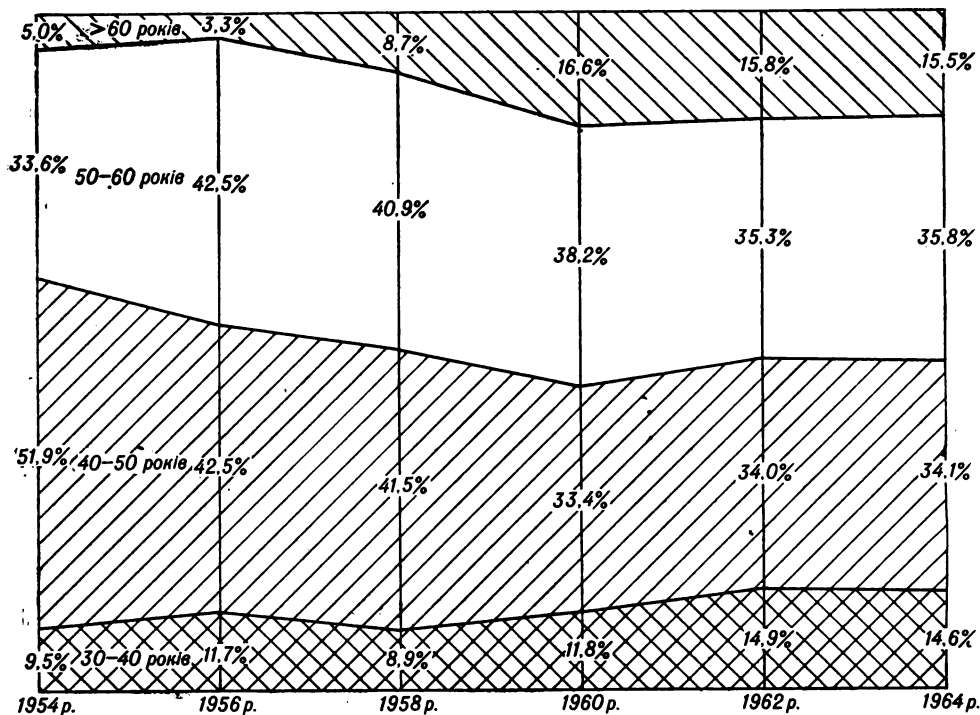 5.0% >60 років 3,3% 8,7% 16.6% 15.8% 15.5%
33.6% 50–60 років 42,5% 40.9% 38,2% 35.3% 35.8%
51.9% 40–50 років 42,5% 41,5% 33,4% 34.0% 34.1%
9,5% 30–40 років 11.7% 8,9% 11.8% 14.9% 14.6%
1954 р. 1956 р. 1958 р. 1960 р. 1962 р. 1964 р.